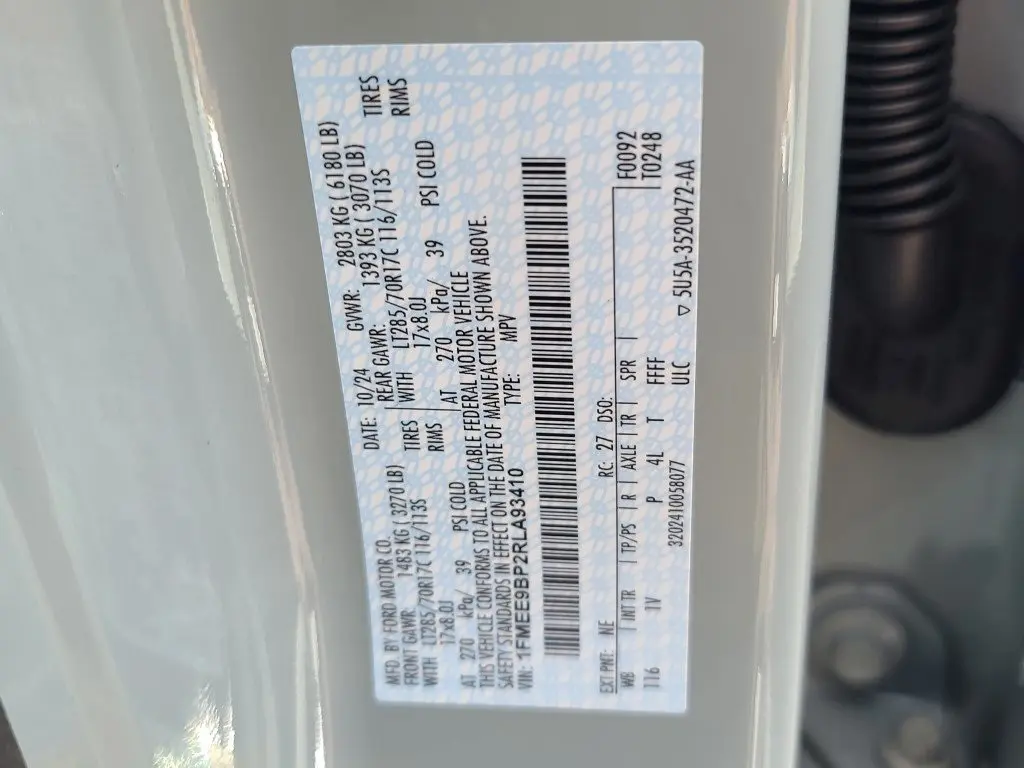 MFD. BY FORD MOTOR CO.
DATE: 10/24 GVWR: 2803 KG ( 6180 LB)
FRONT GAWR: 1483 KG ( 3270 LB) REAR GAWR: 1393 KG ( 3070 LB)
WITH LT285/70R17C 116/113S TIRES WITH LT285/70R17C 116/113S TIRES
17x8.0J RIMS 17x8.0J RIMS
AT 270 kPa/ 39 PSI COLD AT 270 kPa/ 39 PSI COLD
THIS VEHICLE CONFORMS TO ALL APPLICABLE FEDERAL MOTOR VEHICLE
SAFETY STANDARDS IN EFFECT ON THE DATE OF MANUFACTURE SHOWN ABOVE.
VIN: 1FMEE9BP2RLA93410 TYPE: MPV
EXT PNT: NE RC: 27 DSO: F0092
WB INT TR TP/PS R AXLE TR SPR T0248
116 1V P 4L T FFFF
ULC
3202410058077 ▽ 5U5A-3520472-AA